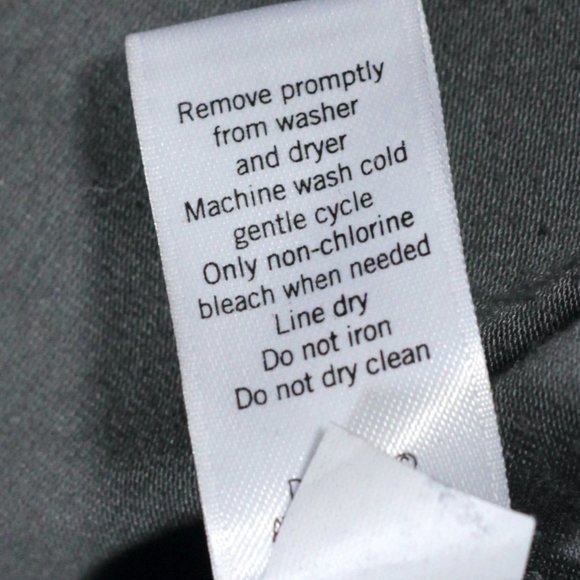 Remove promptly
from washer
and dryer
Machine wash cold
gentle cycle
Only non-chlorine
bleach when needed
Line dry
Do not iron
Do not dry clean